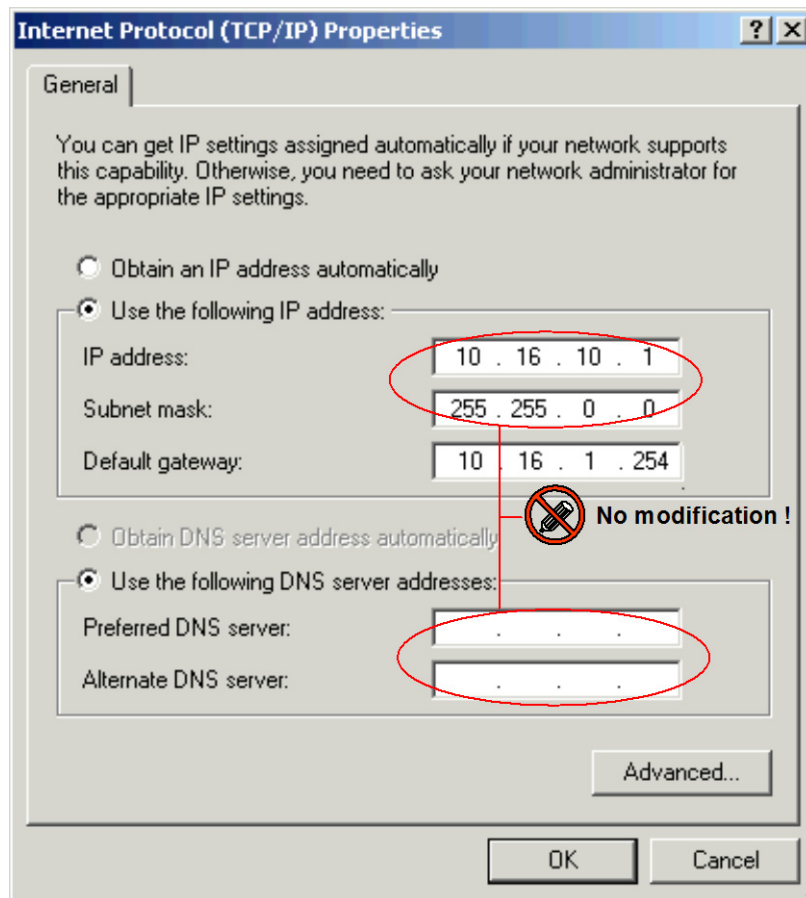 Internet Protocol (TCP/IP) Properties
General
You can get IP settings assigned automatically if your network supports
this capability. Otherwise, you need to ask your network administrator for
the appropriate IP settings.
Obtain an IP address automatically
Use the following IP address:
IP address: 10 . 16 . 10 . 1
Subnet mask: 255 . 255 . 0 . 0
Default gateway: 10 . 16 . 1 . 254
No modification !
Obtain DNS server address automatically
Use the following DNS server addresses:
Preferred DNS server: . . .
Alternate DNS server: . . .
Advanced...
OK Cancel